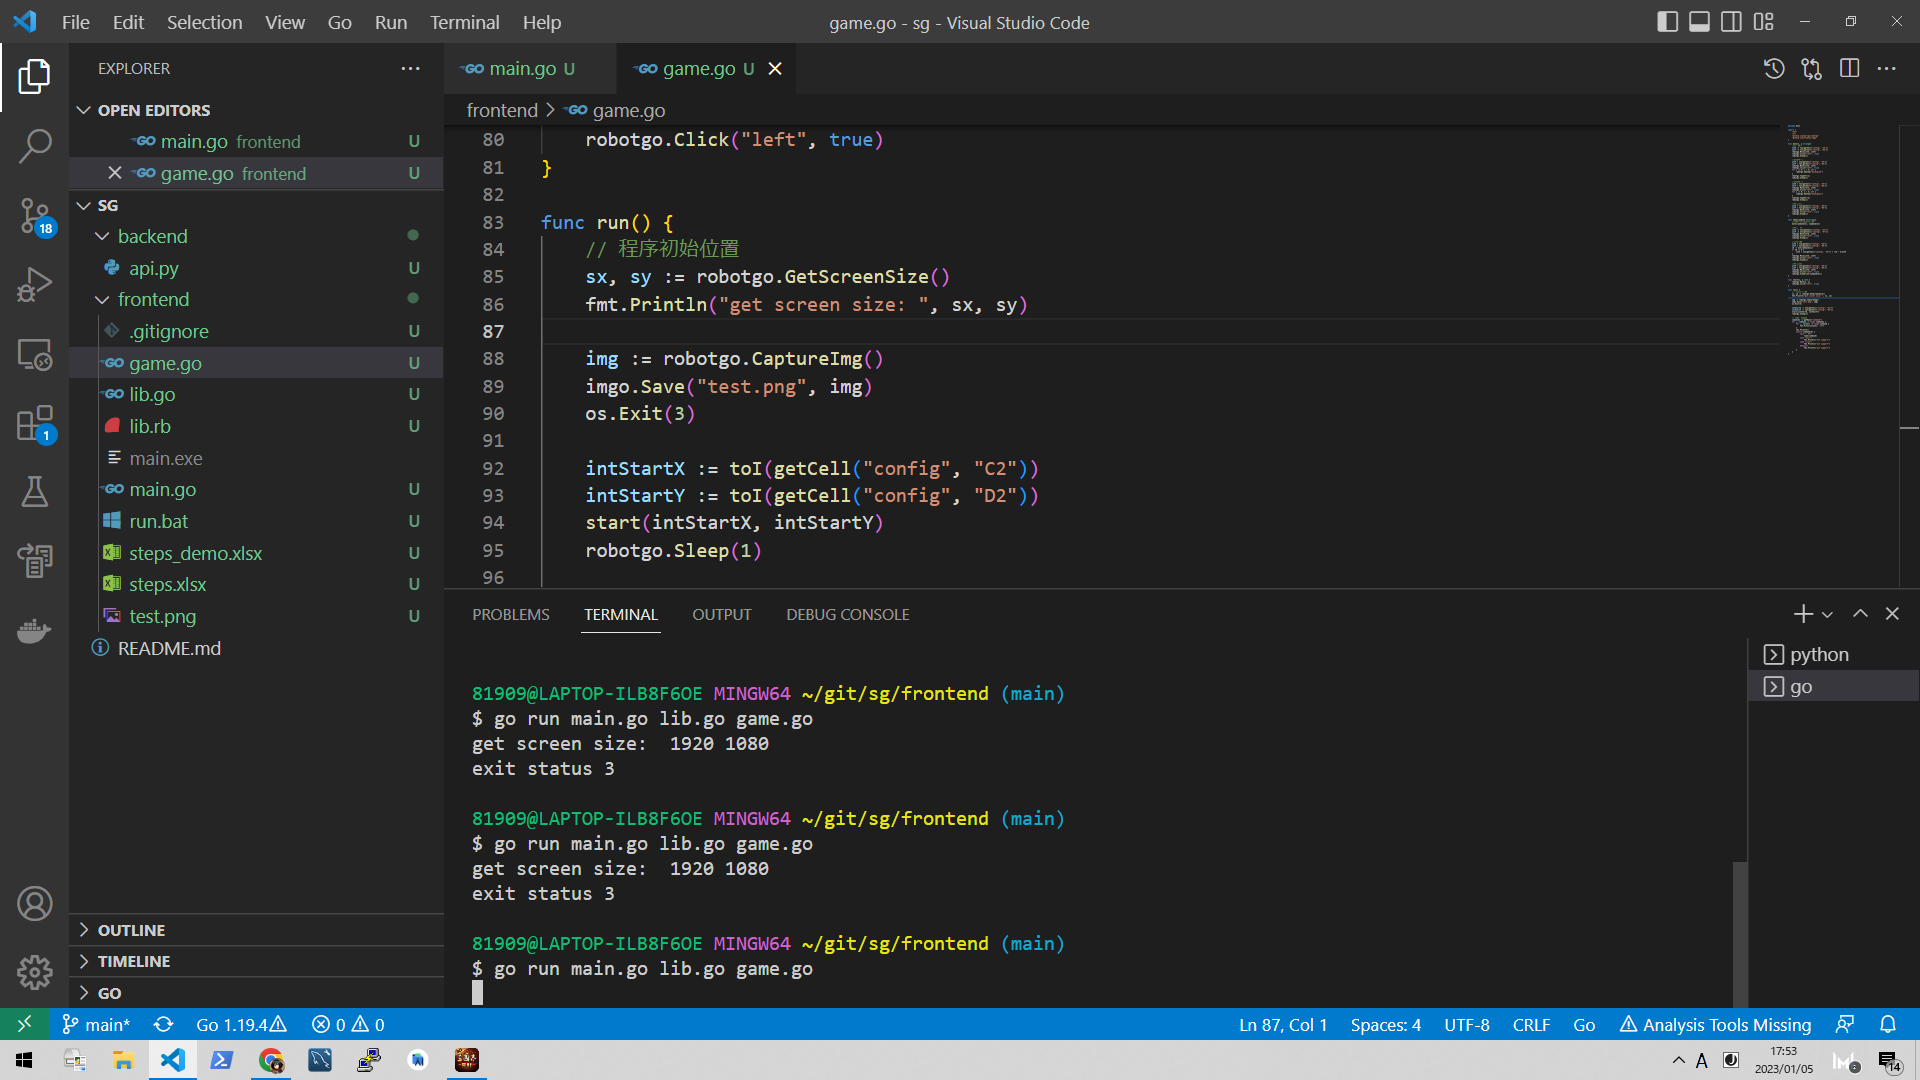 File Edit Selection View Go Run Terminal Help
game.go - sg - Visual Studio Code
EXPLORER
OPEN EDITORS
main.go frontend U
game.go frontend U
SG
backend
api.py U
frontend
.gitignore U
game.go U
lib.go U
lib.rb U
main.exe
main.go U
run.bat U
steps_demo.xlsx U
steps.xlsx U
test.png U
README.md
OUTLINE
TIMELINE
GO
18
1
main.go U
game.go U
frontend > game.go
80 robotgo.Click("left", true)
81 }
82
83 func run() {
84 // 程序初始位置
85 sx, sy := robotgo.GetScreenSize()
86 fmt.Println("get screen size: ", sx, sy)
87
88 img := robotgo.CaptureImg()
89 imgo.Save("test.png", img)
90 os.Exit(3)
91
92 intStartX := toI(getCell("config", "C2"))
93 intStartY := toI(getCell("config", "D2"))
94 start(intStartX, intStartY)
95 robotgo.Sleep(1)
96
PROBLEMS TERMINAL OUTPUT DEBUG CONSOLE
81909@LAPTOP-ILB8F6OE MINGW64 ~/git/sg/frontend (main)
$ go run main.go lib.go game.go
get screen size:  1920 1080
exit status 3
81909@LAPTOP-ILB8F6OE MINGW64 ~/git/sg/frontend (main)
$ go run main.go lib.go game.go
get screen size:  1920 1080
exit status 3
81909@LAPTOP-ILB8F6OE MINGW64 ~/git/sg/frontend (main)
$ go run main.go lib.go game.go
python
go
main* Go 1.19.4 0 0
Ln 87, Col 1 Spaces: 4 UTF-8 CRLF Go Analysis Tools Missing
A
17:53
2023/01/05
14